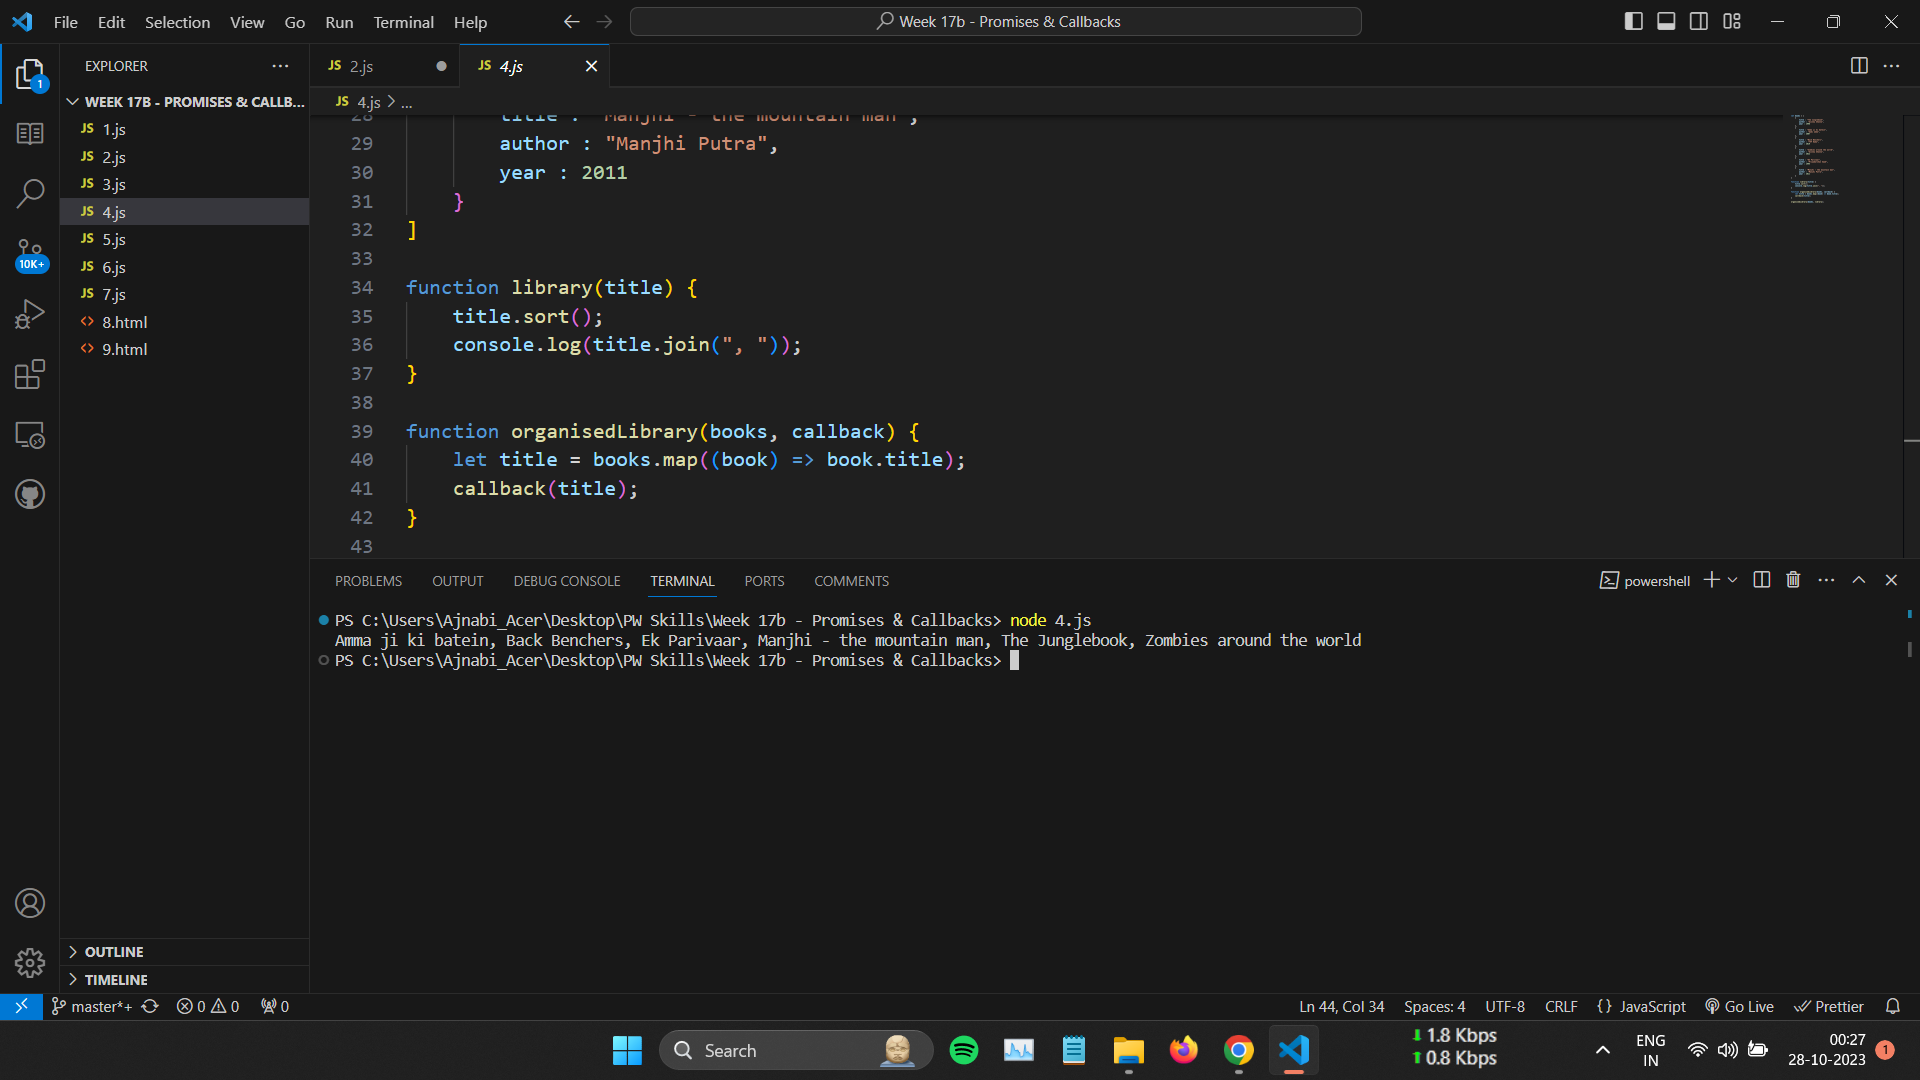 File Edit Selection View Go Run Terminal Help
Week 17b - Promises & Callbacks
EXPLORER
WEEK 17B - PROMISES & CALLB...
JS 1.js
JS 2.js
JS 3.js
JS 4.js
JS 5.js
JS 6.js
JS 7.js
8.html
9.html
OUTLINE
TIMELINE
1
10K+
JS 2.js
JS 4.js
JS 4.js > ...
28 title : "Manjhi - the mountain man",
29 author : "Manjhi Putra",
30 year : 2011
31 }
32 ]
33
34 function library(title) {
35 title.sort();
36 console.log(title.join(", "));
37 }
38
39 function organisedLibrary(books, callback) {
40 let title = books.map((book) => book.title);
41 callback(title);
42 }
43
PROBLEMS OUTPUT DEBUG CONSOLE TERMINAL PORTS COMMENTS
powershell
PS C:\Users\Ajnabi_Acer\Desktop\PW Skills\Week 17b - Promises & Callbacks> node 4.js
Amma ji ki batein, Back Benchers, Ek Parivaar, Manjhi - the mountain man, The Junglebook, Zombies around the world
PS C:\Users\Ajnabi_Acer\Desktop\PW Skills\Week 17b - Promises & Callbacks>
master*+ 0 0 0
Ln 44, Col 34 Spaces: 4 UTF-8 CRLF {} JavaScript Go Live Prettier
Search
1.8 Kbps
0.8 Kbps
ENG
IN
00:27
28-10-2023
1